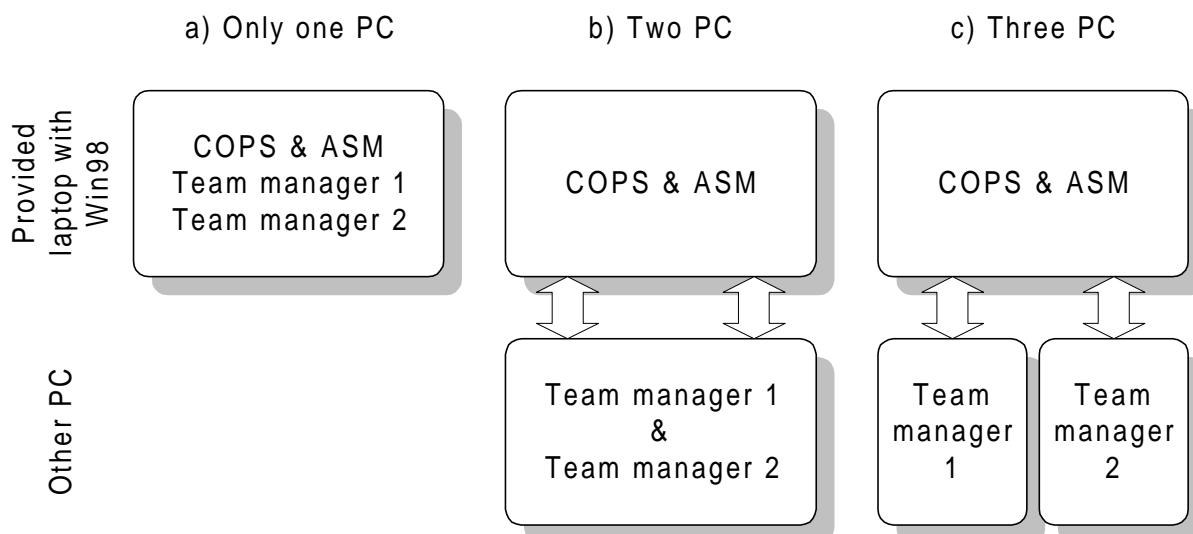 a) Only one PC
b) Two PC
c) Three PC
Provided
laptop with
Win98
COPS & ASM
Team manager 1
Team manager 2
COPS & ASM
COPS & ASM
Other PC
Team manager 1
&
Team manager 2
Team
manager
1
Team
manager
2